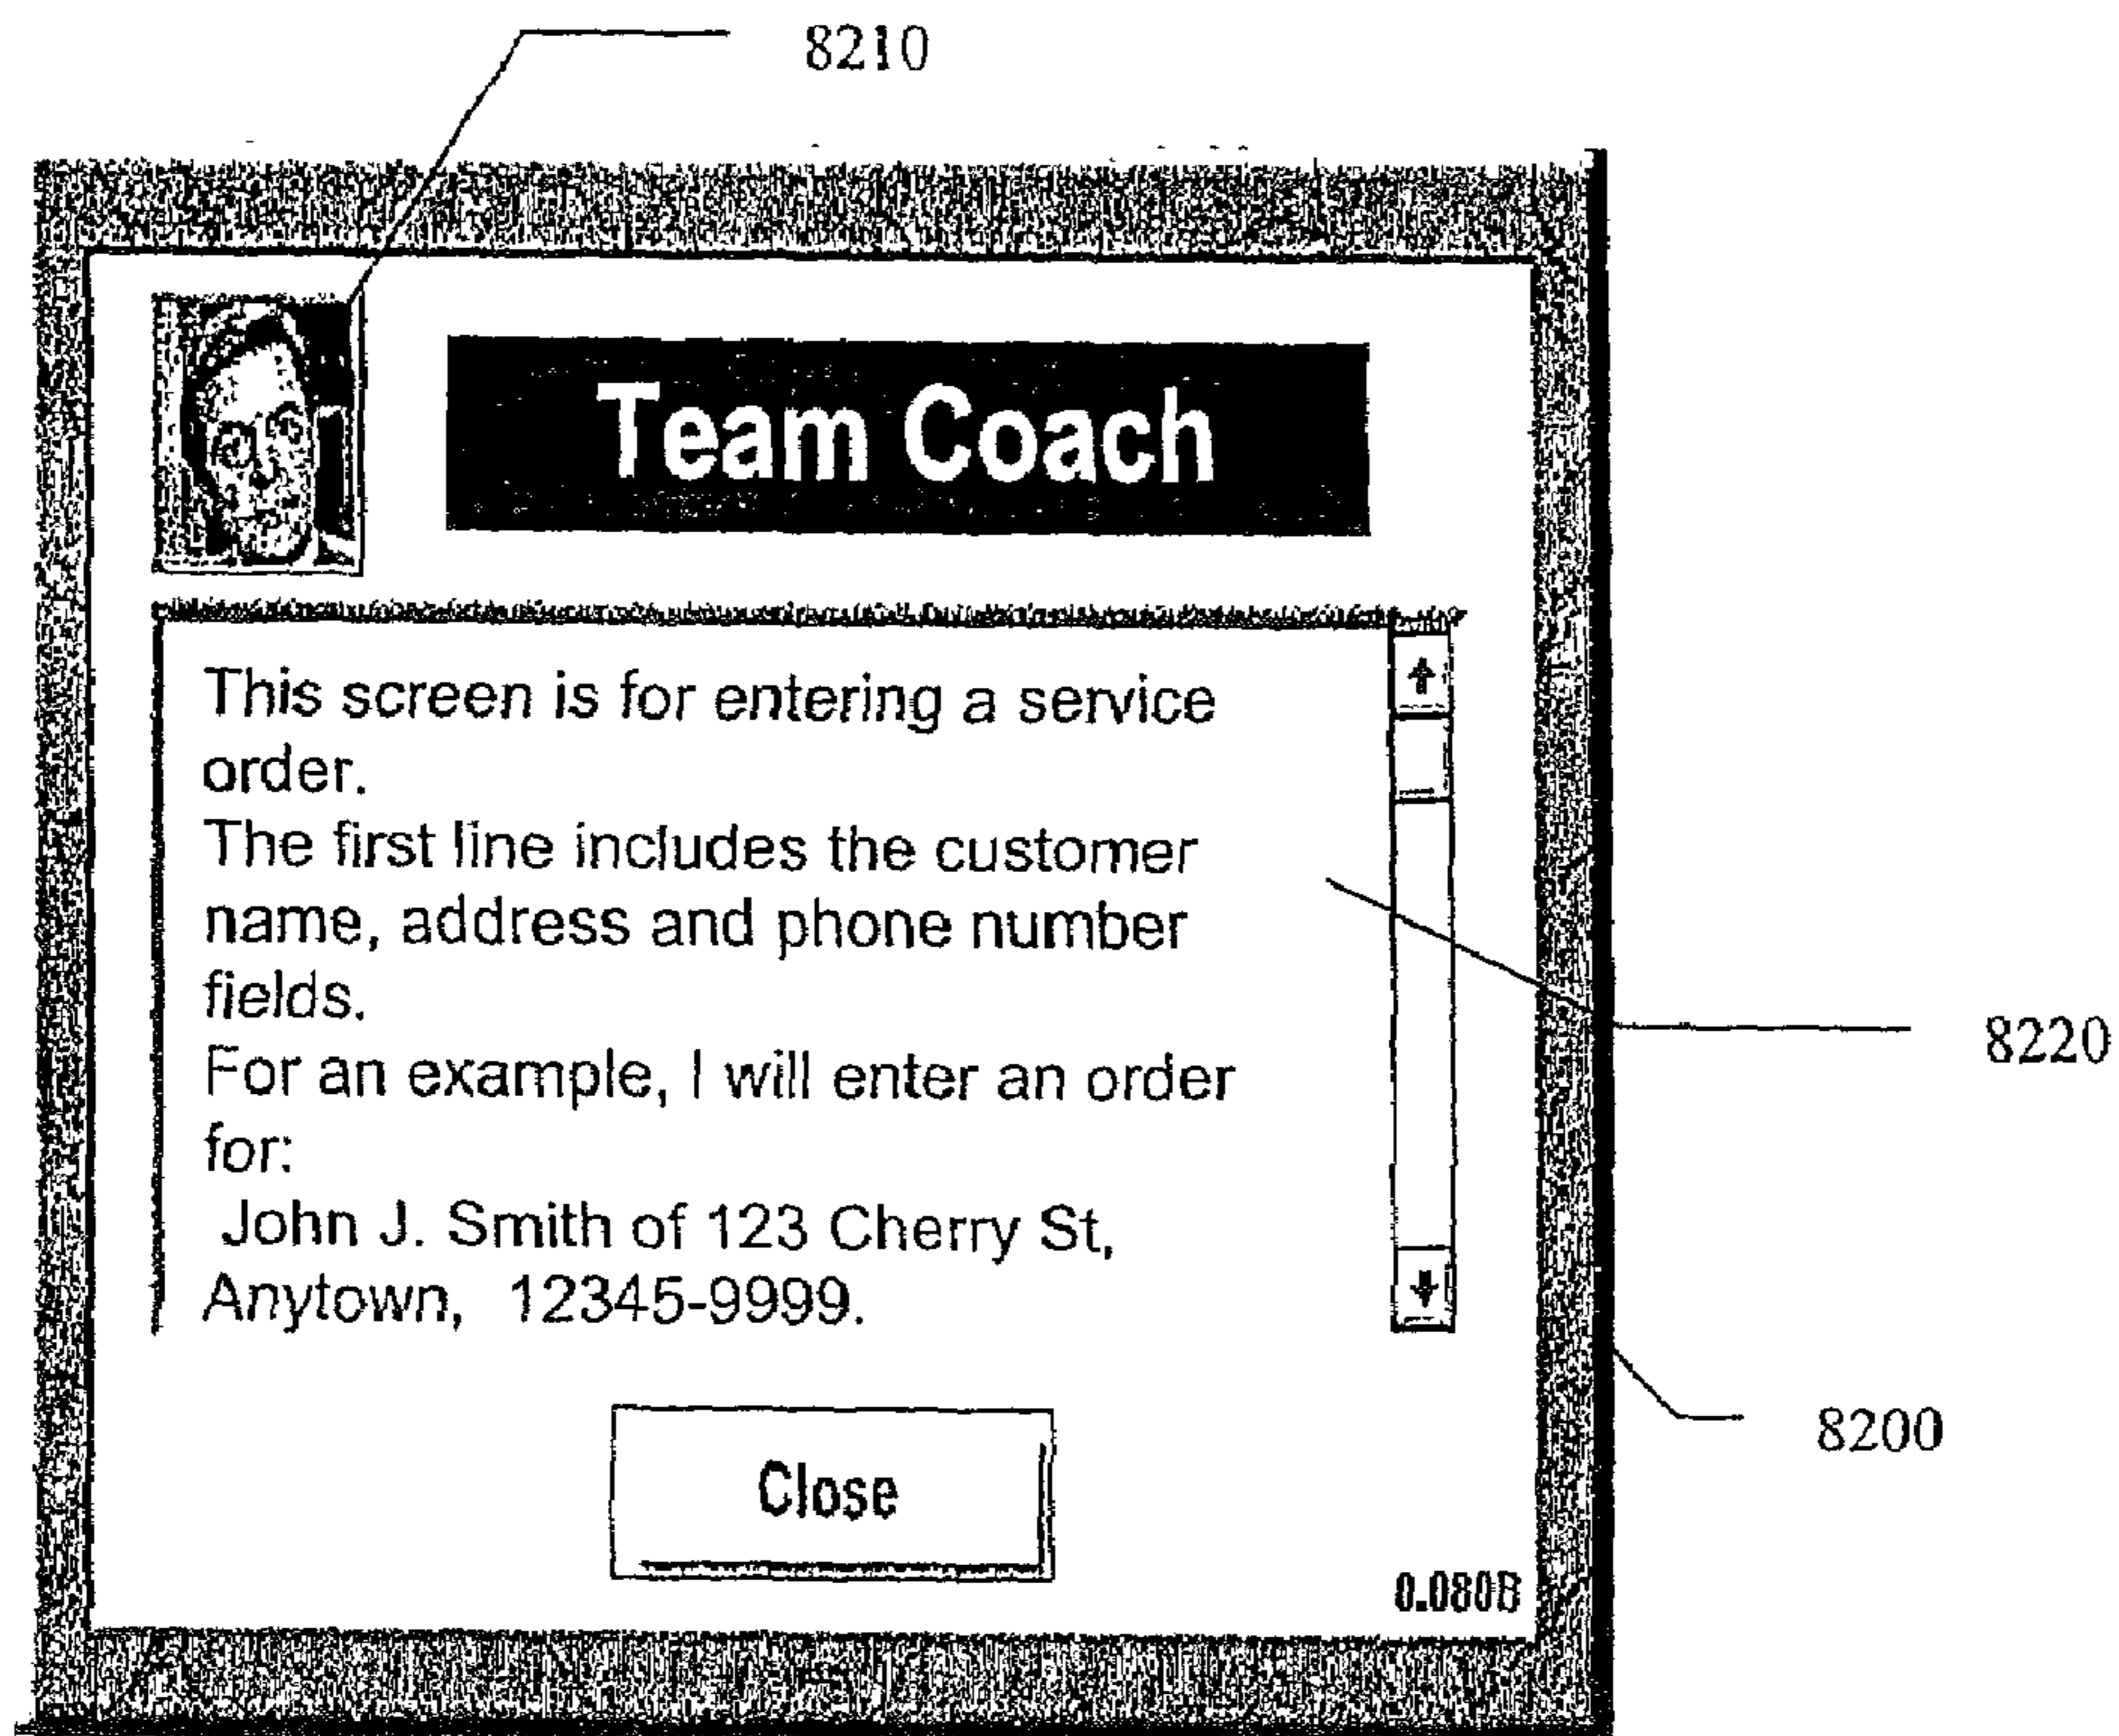 8210
Team Coach
This screen is for entering a service
order.
The first line includes the customer
name, address and phone number
fields.
For an example, I will enter an order
for:
John J. Smith of 123 Cherry St,
Anytown, 12345-9999.
8220
8200
Close